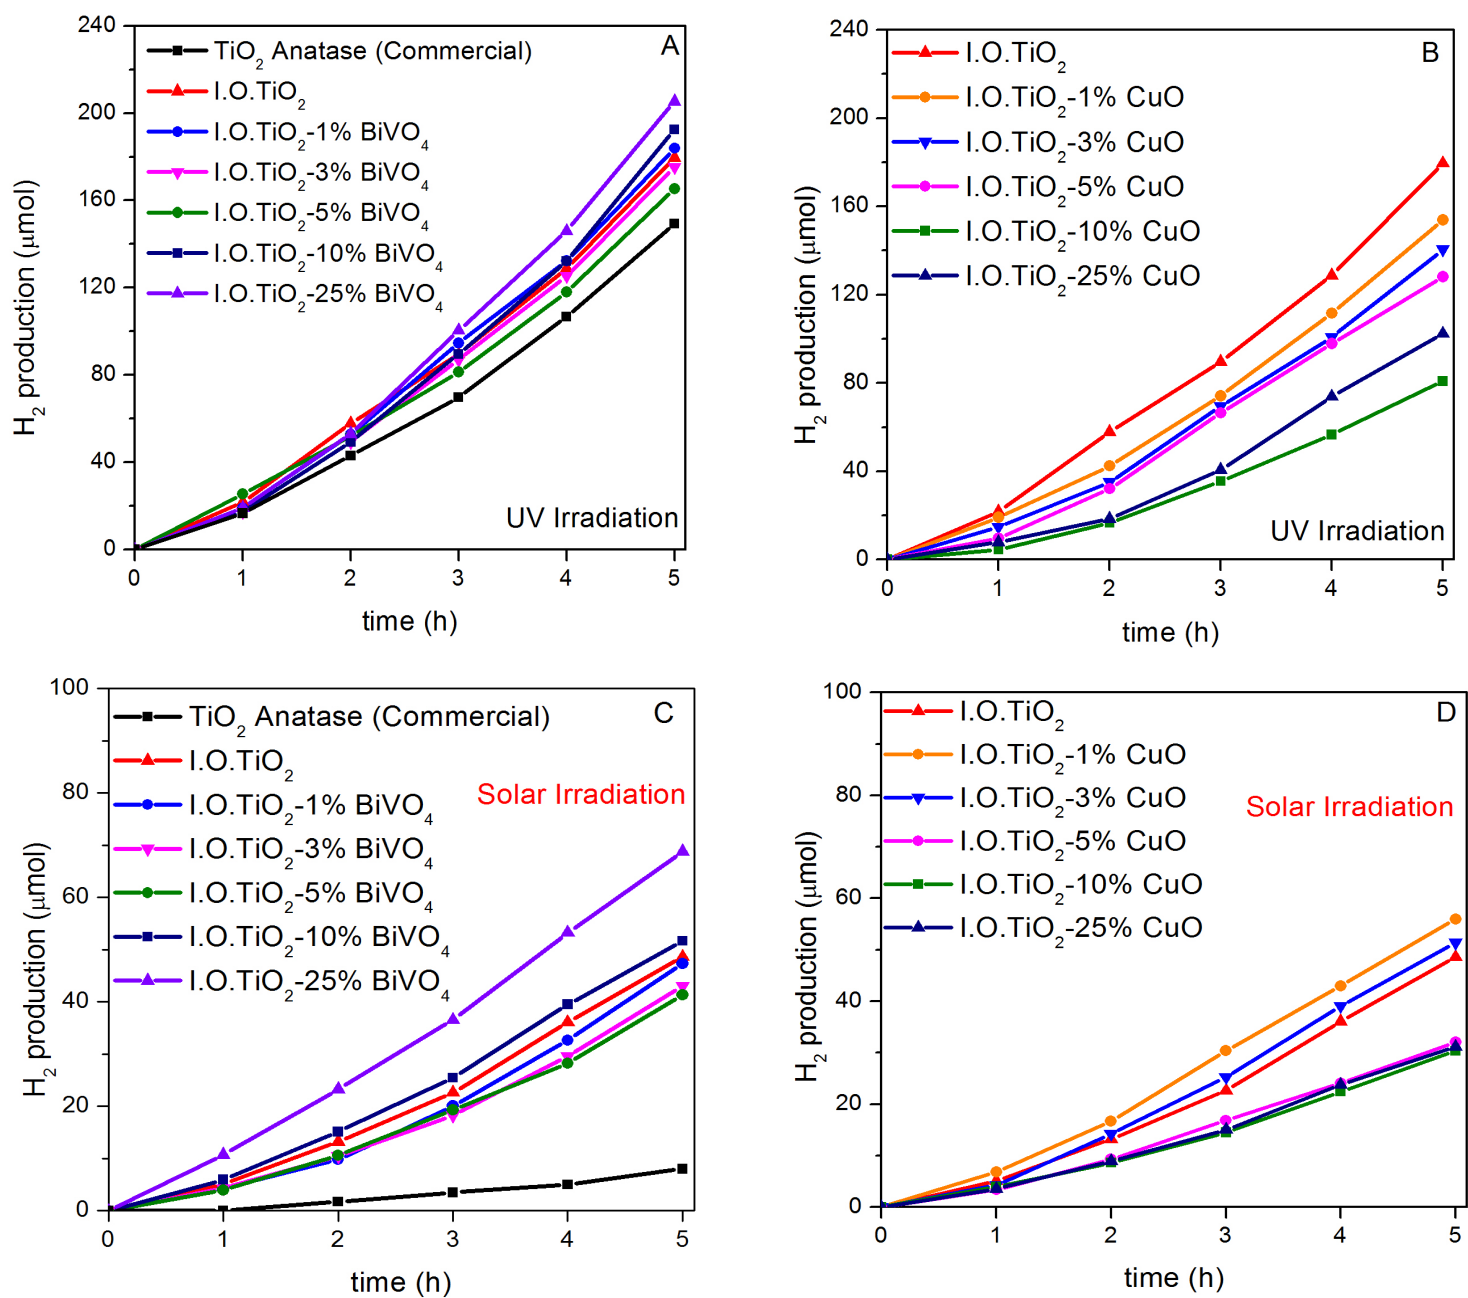 A
TiO2 Anatase (Commercial)
I.O.TiO2
I.O.TiO2-1% BiVO4
I.O.TiO2-3% BiVO4
I.O.TiO2-5% BiVO4
I.O.TiO2-10% BiVO4
I.O.TiO2-25% BiVO4
UV Irradiation
H2 production (μmol)
240
200
160
120
80
40
0
0 1 2 3 4 5
time (h)
B
I.O.TiO2
I.O.TiO2-1% CuO
I.O.TiO2-3% CuO
I.O.TiO2-5% CuO
I.O.TiO2-10% CuO
I.O.TiO2-25% CuO
UV Irradiation
H2 production (μmol)
240
200
160
120
80
40
0
0 1 2 3 4 5
time (h)
C
TiO2 Anatase (Commercial)
I.O.TiO2
Solar Irradiation
I.O.TiO2-1% BiVO4
I.O.TiO2-3% BiVO4
I.O.TiO2-5% BiVO4
I.O.TiO2-10% BiVO4
I.O.TiO2-25% BiVO4
H2 production (μmol)
100
80
60
40
20
0
0 1 2 3 4 5
time (h)
D
I.O.TiO2
I.O.TiO2-1% CuO
I.O.TiO2-3% CuO
Solar Irradiation
I.O.TiO2-5% CuO
I.O.TiO2-10% CuO
I.O.TiO2-25% CuO
H2 production (μmol)
100
80
60
40
20
0
0 1 2 3 4 5
time (h)